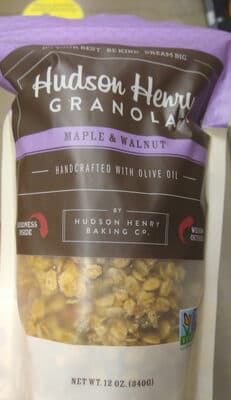 BEST BE KIND DREAM BIG
Hudson Henry
GRANOLA
MAPLE & WALNUT
HANDCRAFTED WITH OLIVE OIL
BY
HUDSON HENRY
BAKING CO.
NET WT. 12 OZ. (340G)